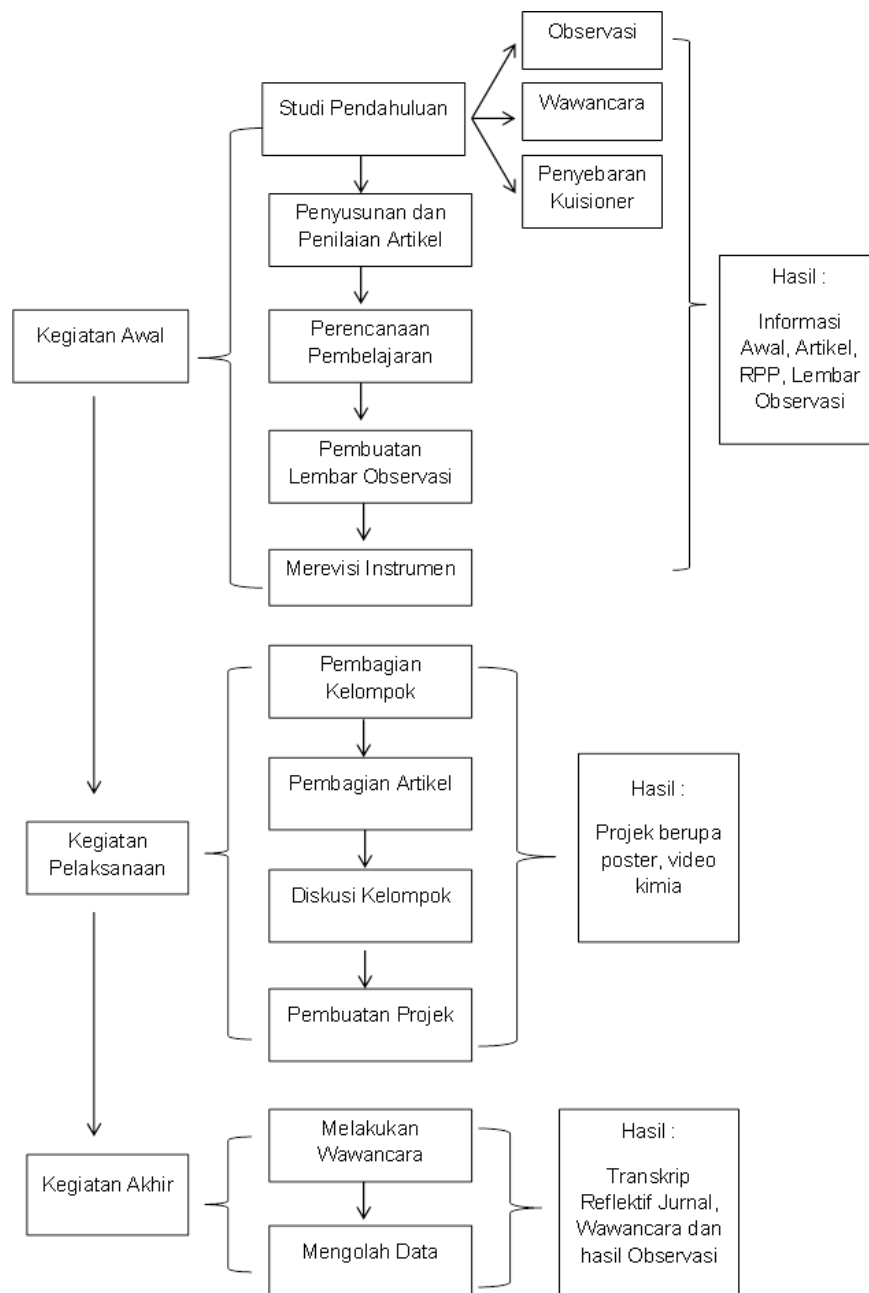 Observasi
Studi Pendahuluan
Wawancara
Penyebaran
Kuisioner
Penyusunan dan
Penilaian Artikel
Kegiatan Awal
Perencanaan
Pembelajaran
Pembuatan
Lembar Observasi
Merevisi Instrumen
Hasil :
Informasi
Awal, Artikel,
RPP, Lembar
Observasi
Kegiatan
Pelaksanaan
Pembagian
Kelompok
Pembagian Artikel
Diskusi Kelompok
Pembuatan Projek
Hasil :
Projek berupa
poster, video
kimia
Kegiatan Akhir
Melakukan
Wawancara
Mengolah Data
Hasil :
Transkrip
Reflektif Jurnal,
Wawancara dan
hasil Observasi